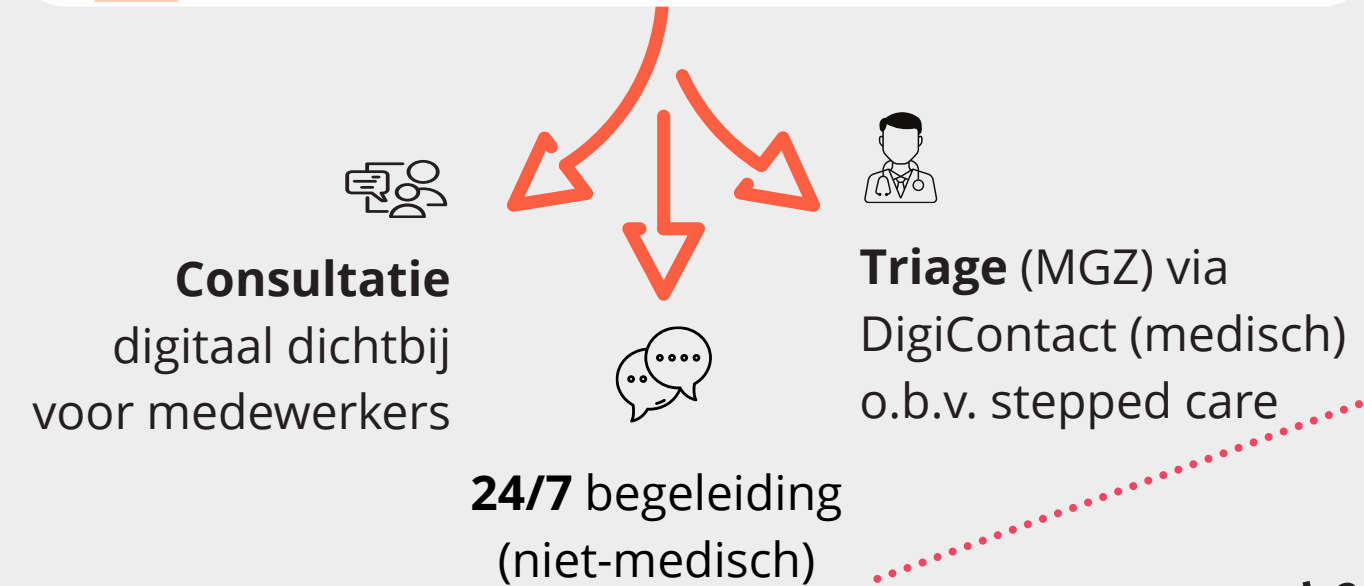 Consultatie
digitaal dichtbij
voor medewerkers
24/7 begeleiding
(niet-medisch)
Triage (MGZ) via
DigiContact (medisch)
o.b.v. stepped care